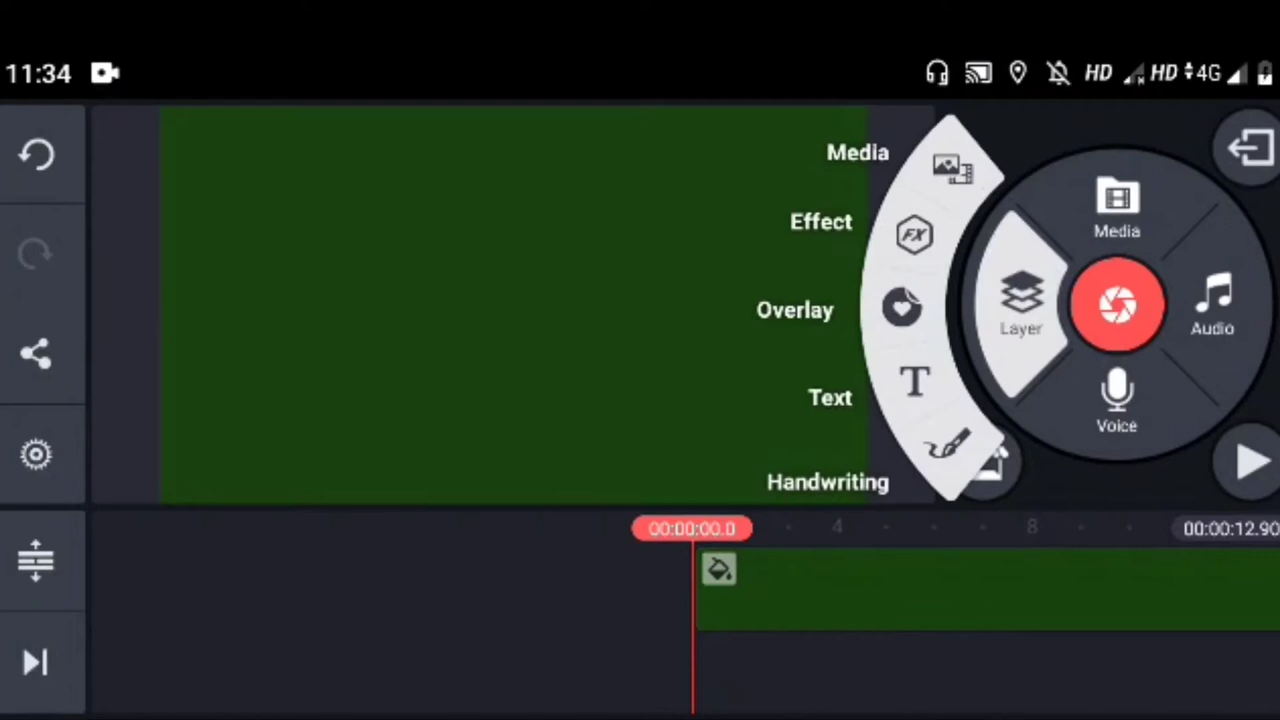 11:34
HD HD 4G
Media
Effect
Overlay
Text
Handwriting
FX
T
Media
Layer
Audio
Voice
00:00:00.0
4
8
00:00:12.90